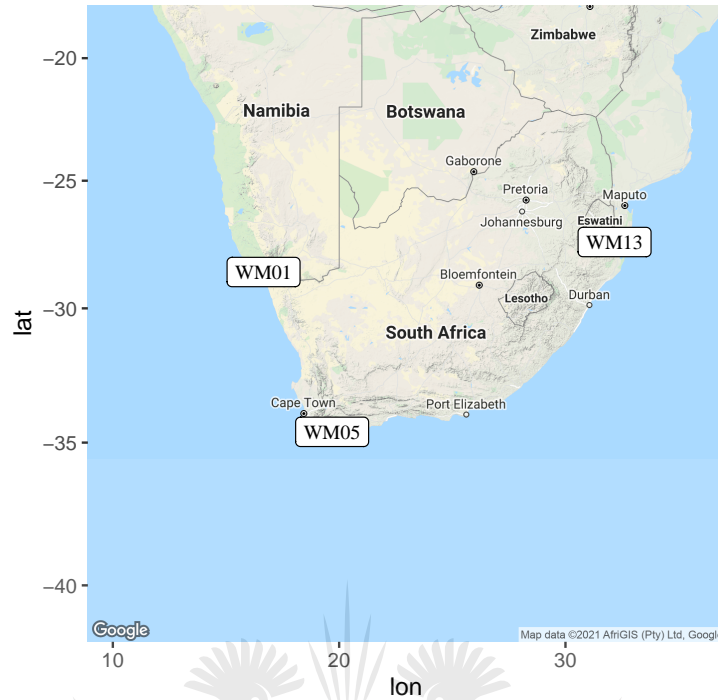 −20
Zimbabwe
Namibia
Botswana
Gaborone
−25
Pretoria
Maputo
Johannesburg
Eswatini
WM13
WM01
Bloemfontein
Lesotho
Durban
−30
lat
South Africa
Cape Town
Port Elizabeth
WM05
−35
−40
Google
Map data ©2021 AfriGIS (Pty) Ltd, Google
10
20
30
lon